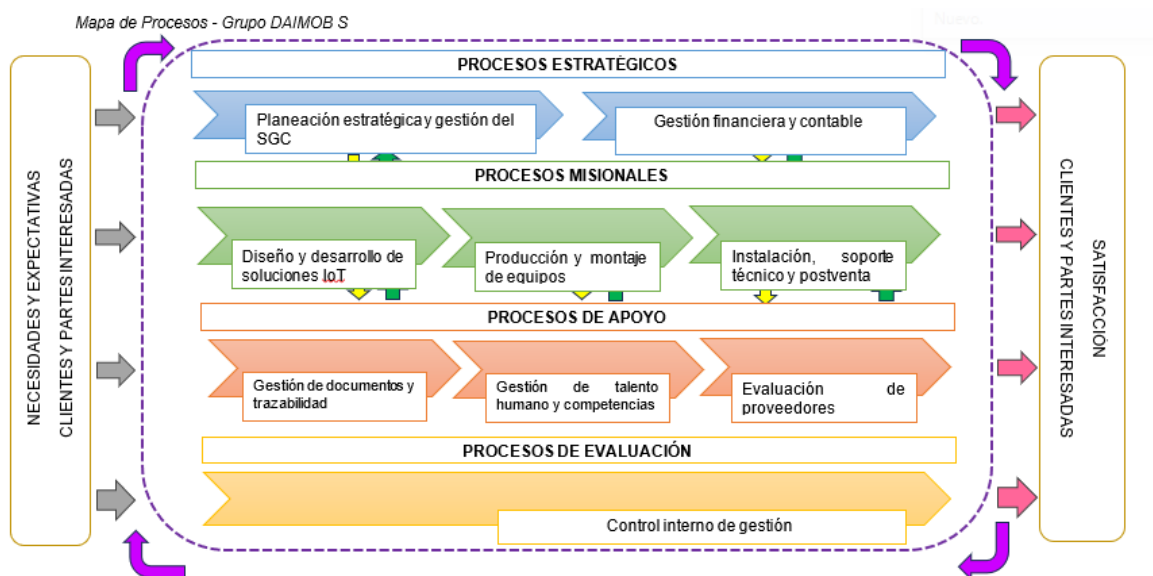 Mapa de Procesos - Grupo DAIMOB S
Nuevo
NECESIDADES Y EXPECTATIVAS
CLIENTES Y PARTES INTERESADAS
PROCESOS ESTRATÉGICOS
Planeación estratégica y gestión del
SGC
Gestión financiera y contable
PROCESOS MISIONALES
Diseño y desarrollo de
soluciones IoT
Producción y montaje
de equipos
Instalación, soporte
técnico y postventa
PROCESOS DE APOYO
Gestión de documentos y
trazabilidad
Gestión de talento
humano y competencias
Evaluación de
proveedores
PROCESOS DE EVALUACIÓN
Control interno de gestión
SATISFACCIÓN
CLIENTES Y PARTES INTERESADAS